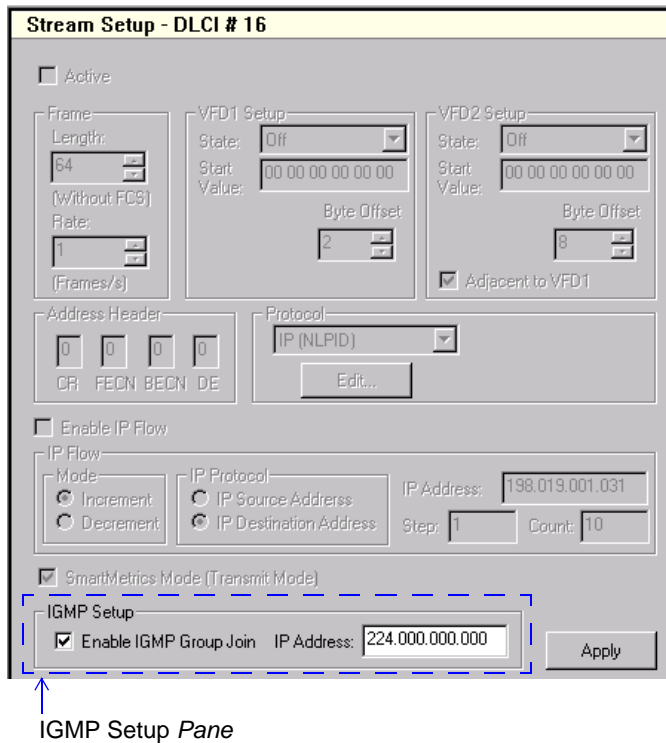 Stream Setup - DLCI # 16
Active
Frame
Length:
64
(Without FCS)
Rate:
1
(Frames/s)
VFD1 Setup
State: Off
Start Value: 00 00 00 00 00 00
Byte Offset
2
VFD2 Setup
State: Off
Start Value: 00 00 00 00 00 00
Byte Offset
8
Adjacent to VFD1
Address Header
0 0 0 0
CR FECN BECN DE
Protocol
IP (NLPID)
Edit...
Enable IP Flow
IP Flow
Mode
Increment
Decrement
IP Protocol
IP Source Addrerss
IP Destination Address
IP Address: 198.019.001.031
Step: 1 Count: 10
SmartMetrics Mode (Transmit Mode)
IGMP Setup
Enable IGMP Group Join IP Address: 224.000.000.000
Apply
IGMP Setup Pane